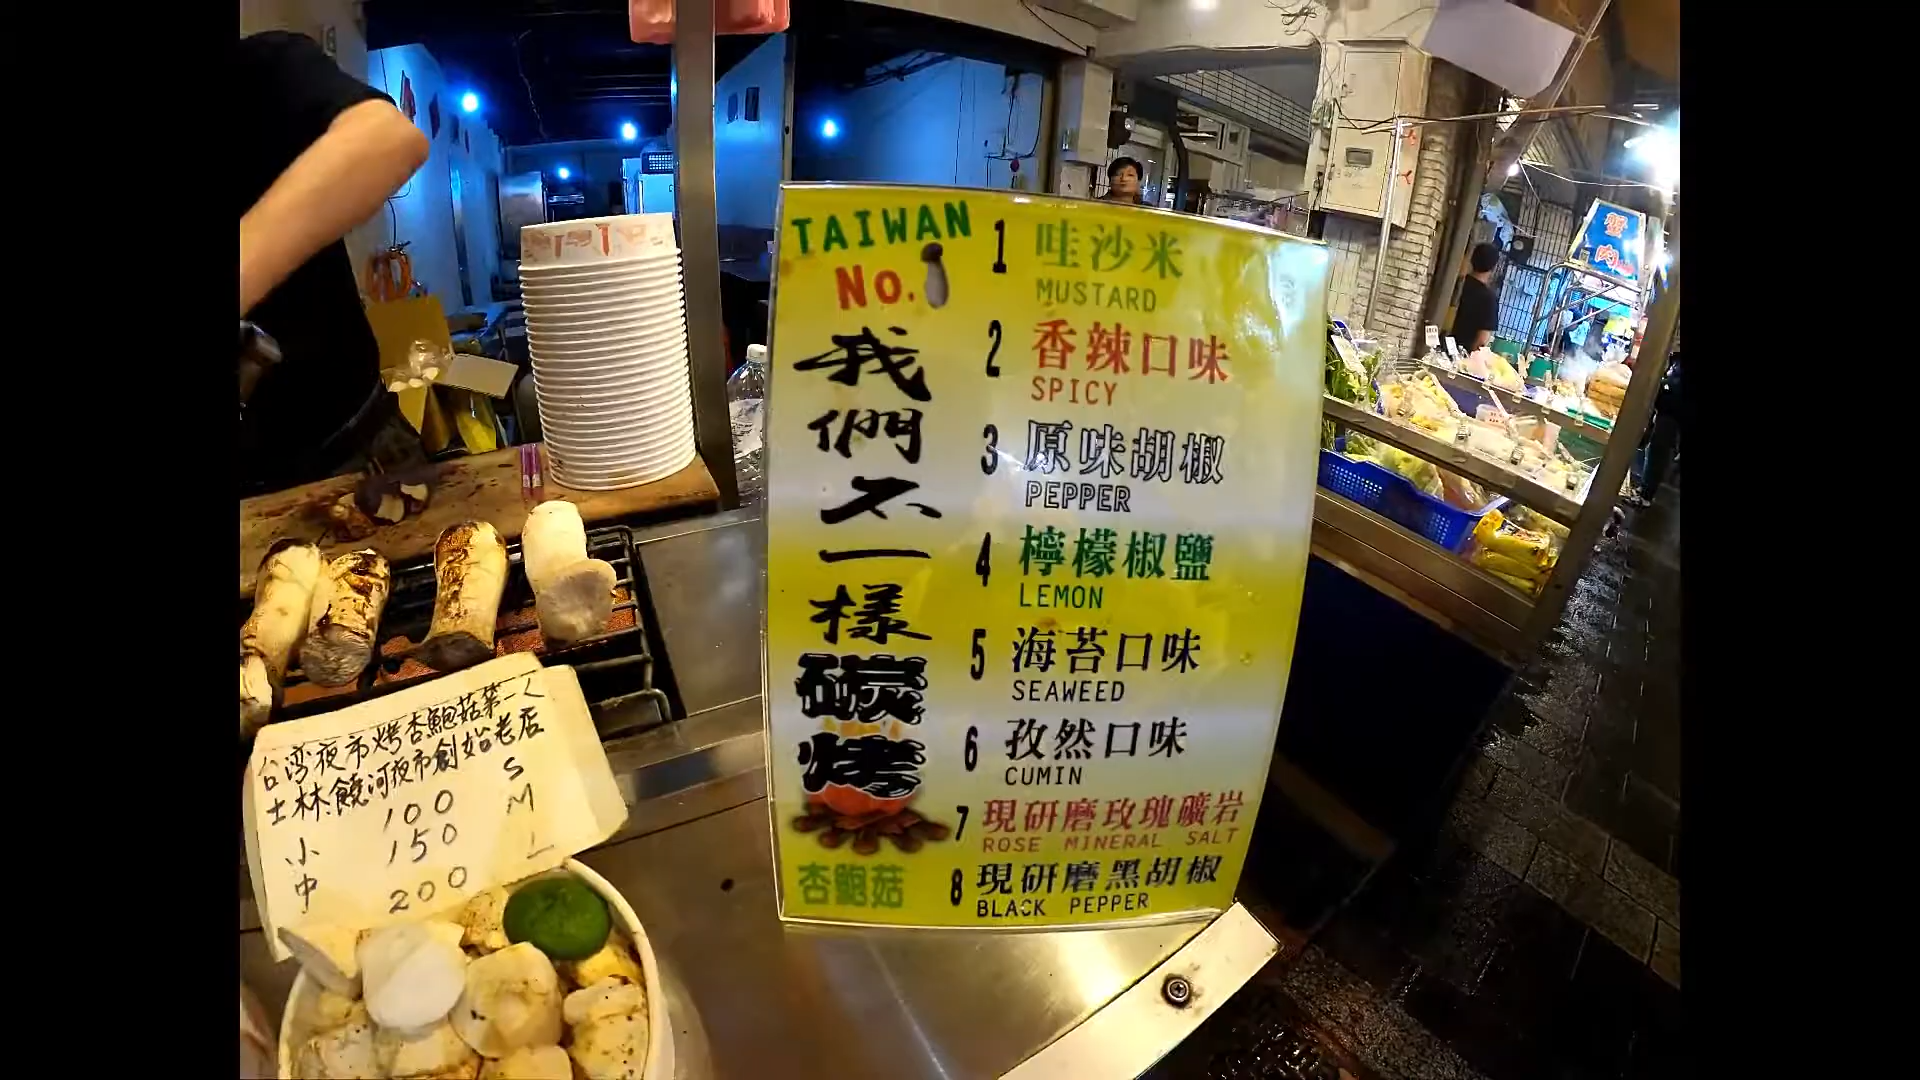 TAIWAN
No.
我們不一樣
碳烤
杏鮑菇
1 哇沙米
MUSTARD
2 香辣口味
SPICY
3 原味胡椒
PEPPER
4 檸檬椒鹽
LEMON
5 海苔口味
SEAWEED
6 孜然口味
CUMIN
7 現研磨玫瑰礦岩
ROSE MINERAL SALT
8 現研磨黑胡椒
BLACK PEPPER
台湾夜市烤杏鮑菇第一人
士林.饒河夜市創始老店
小 100 S
中 150 M
200 L
蟹
肉